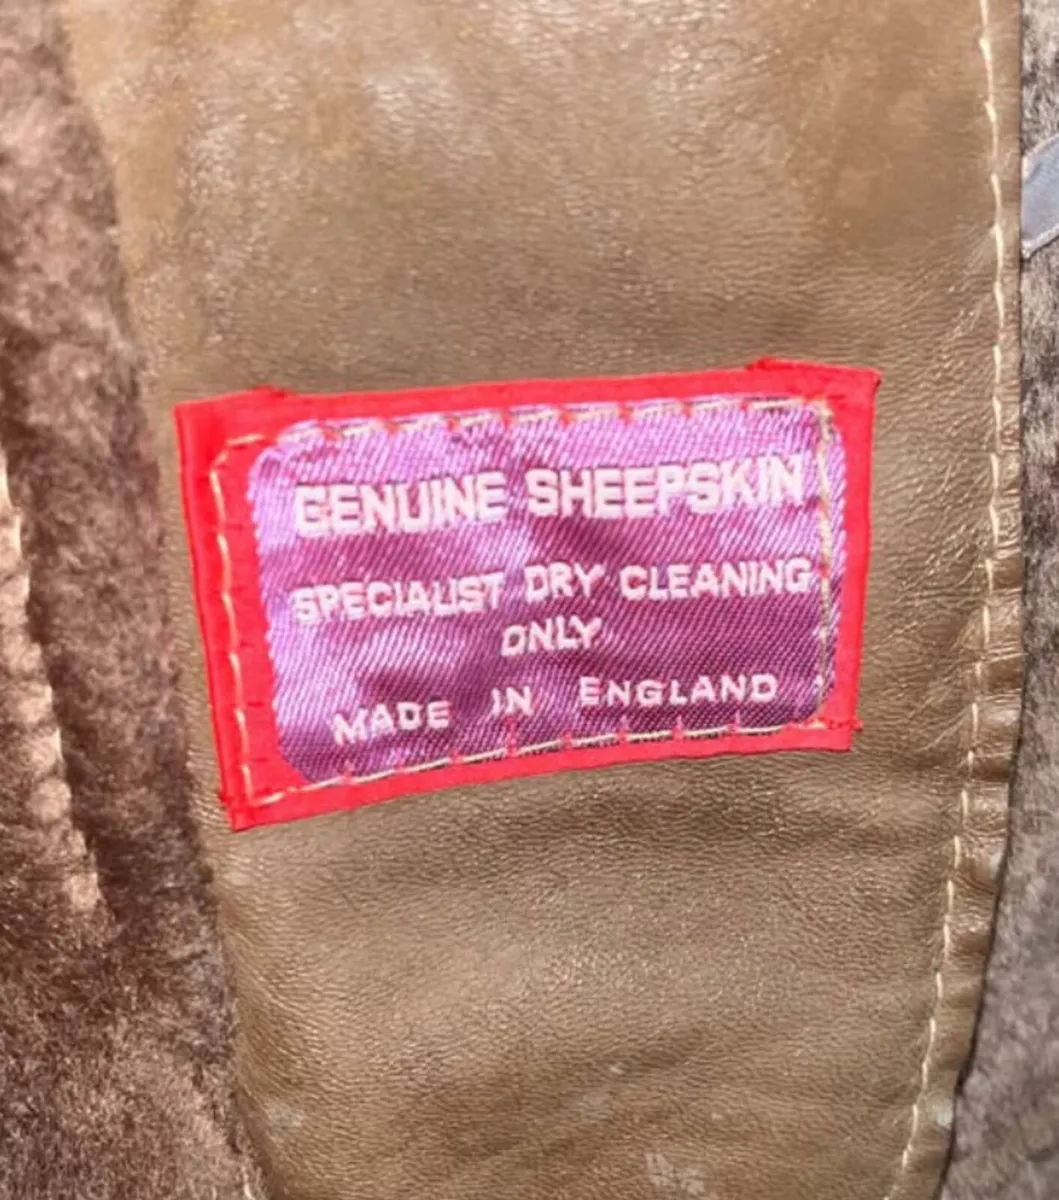 GENUINE SHEEPSKIN
SPECIALIST DRY CLEANING
ONLY
MADE IN ENGLAND